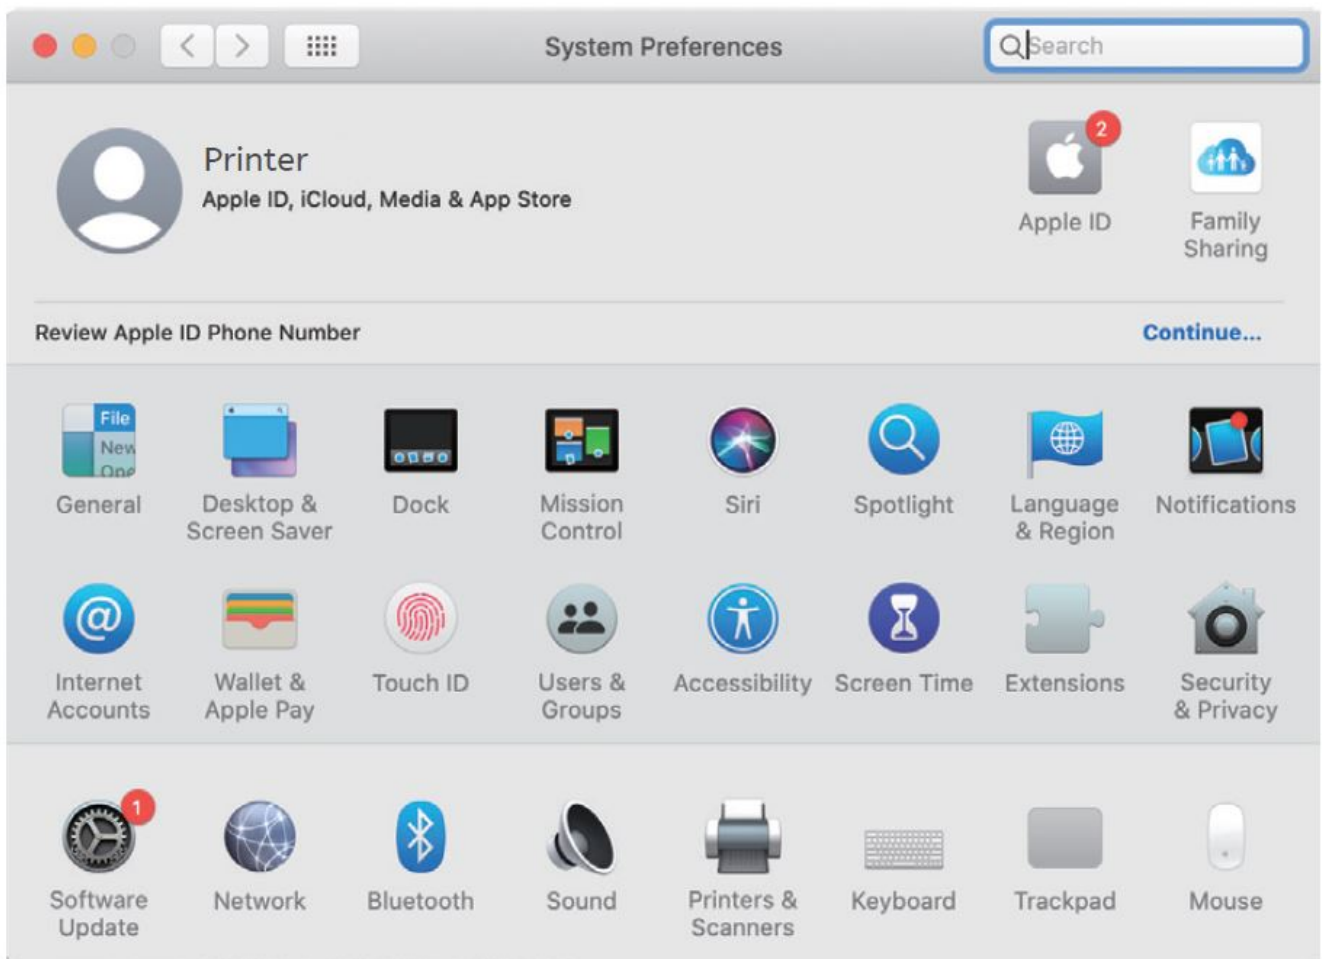 System Preferences
Search
Printer
Apple ID, iCloud, Media & App Store
2
Apple ID
Family
Sharing
Review Apple ID Phone Number
Continue...
File
New
Ope
General
Desktop &
Screen Saver
Dock
Mission
Control
Siri
Spotlight
Language
& Region
Notifications
@
Internet
Accounts
Wallet &
Apple Pay
Touch ID
Users &
Groups
Accessibility
Screen Time
Extensions
Security
& Privacy
1
Software
Update
Network
Bluetooth
Sound
Printers &
Scanners
Keyboard
Trackpad
Mouse